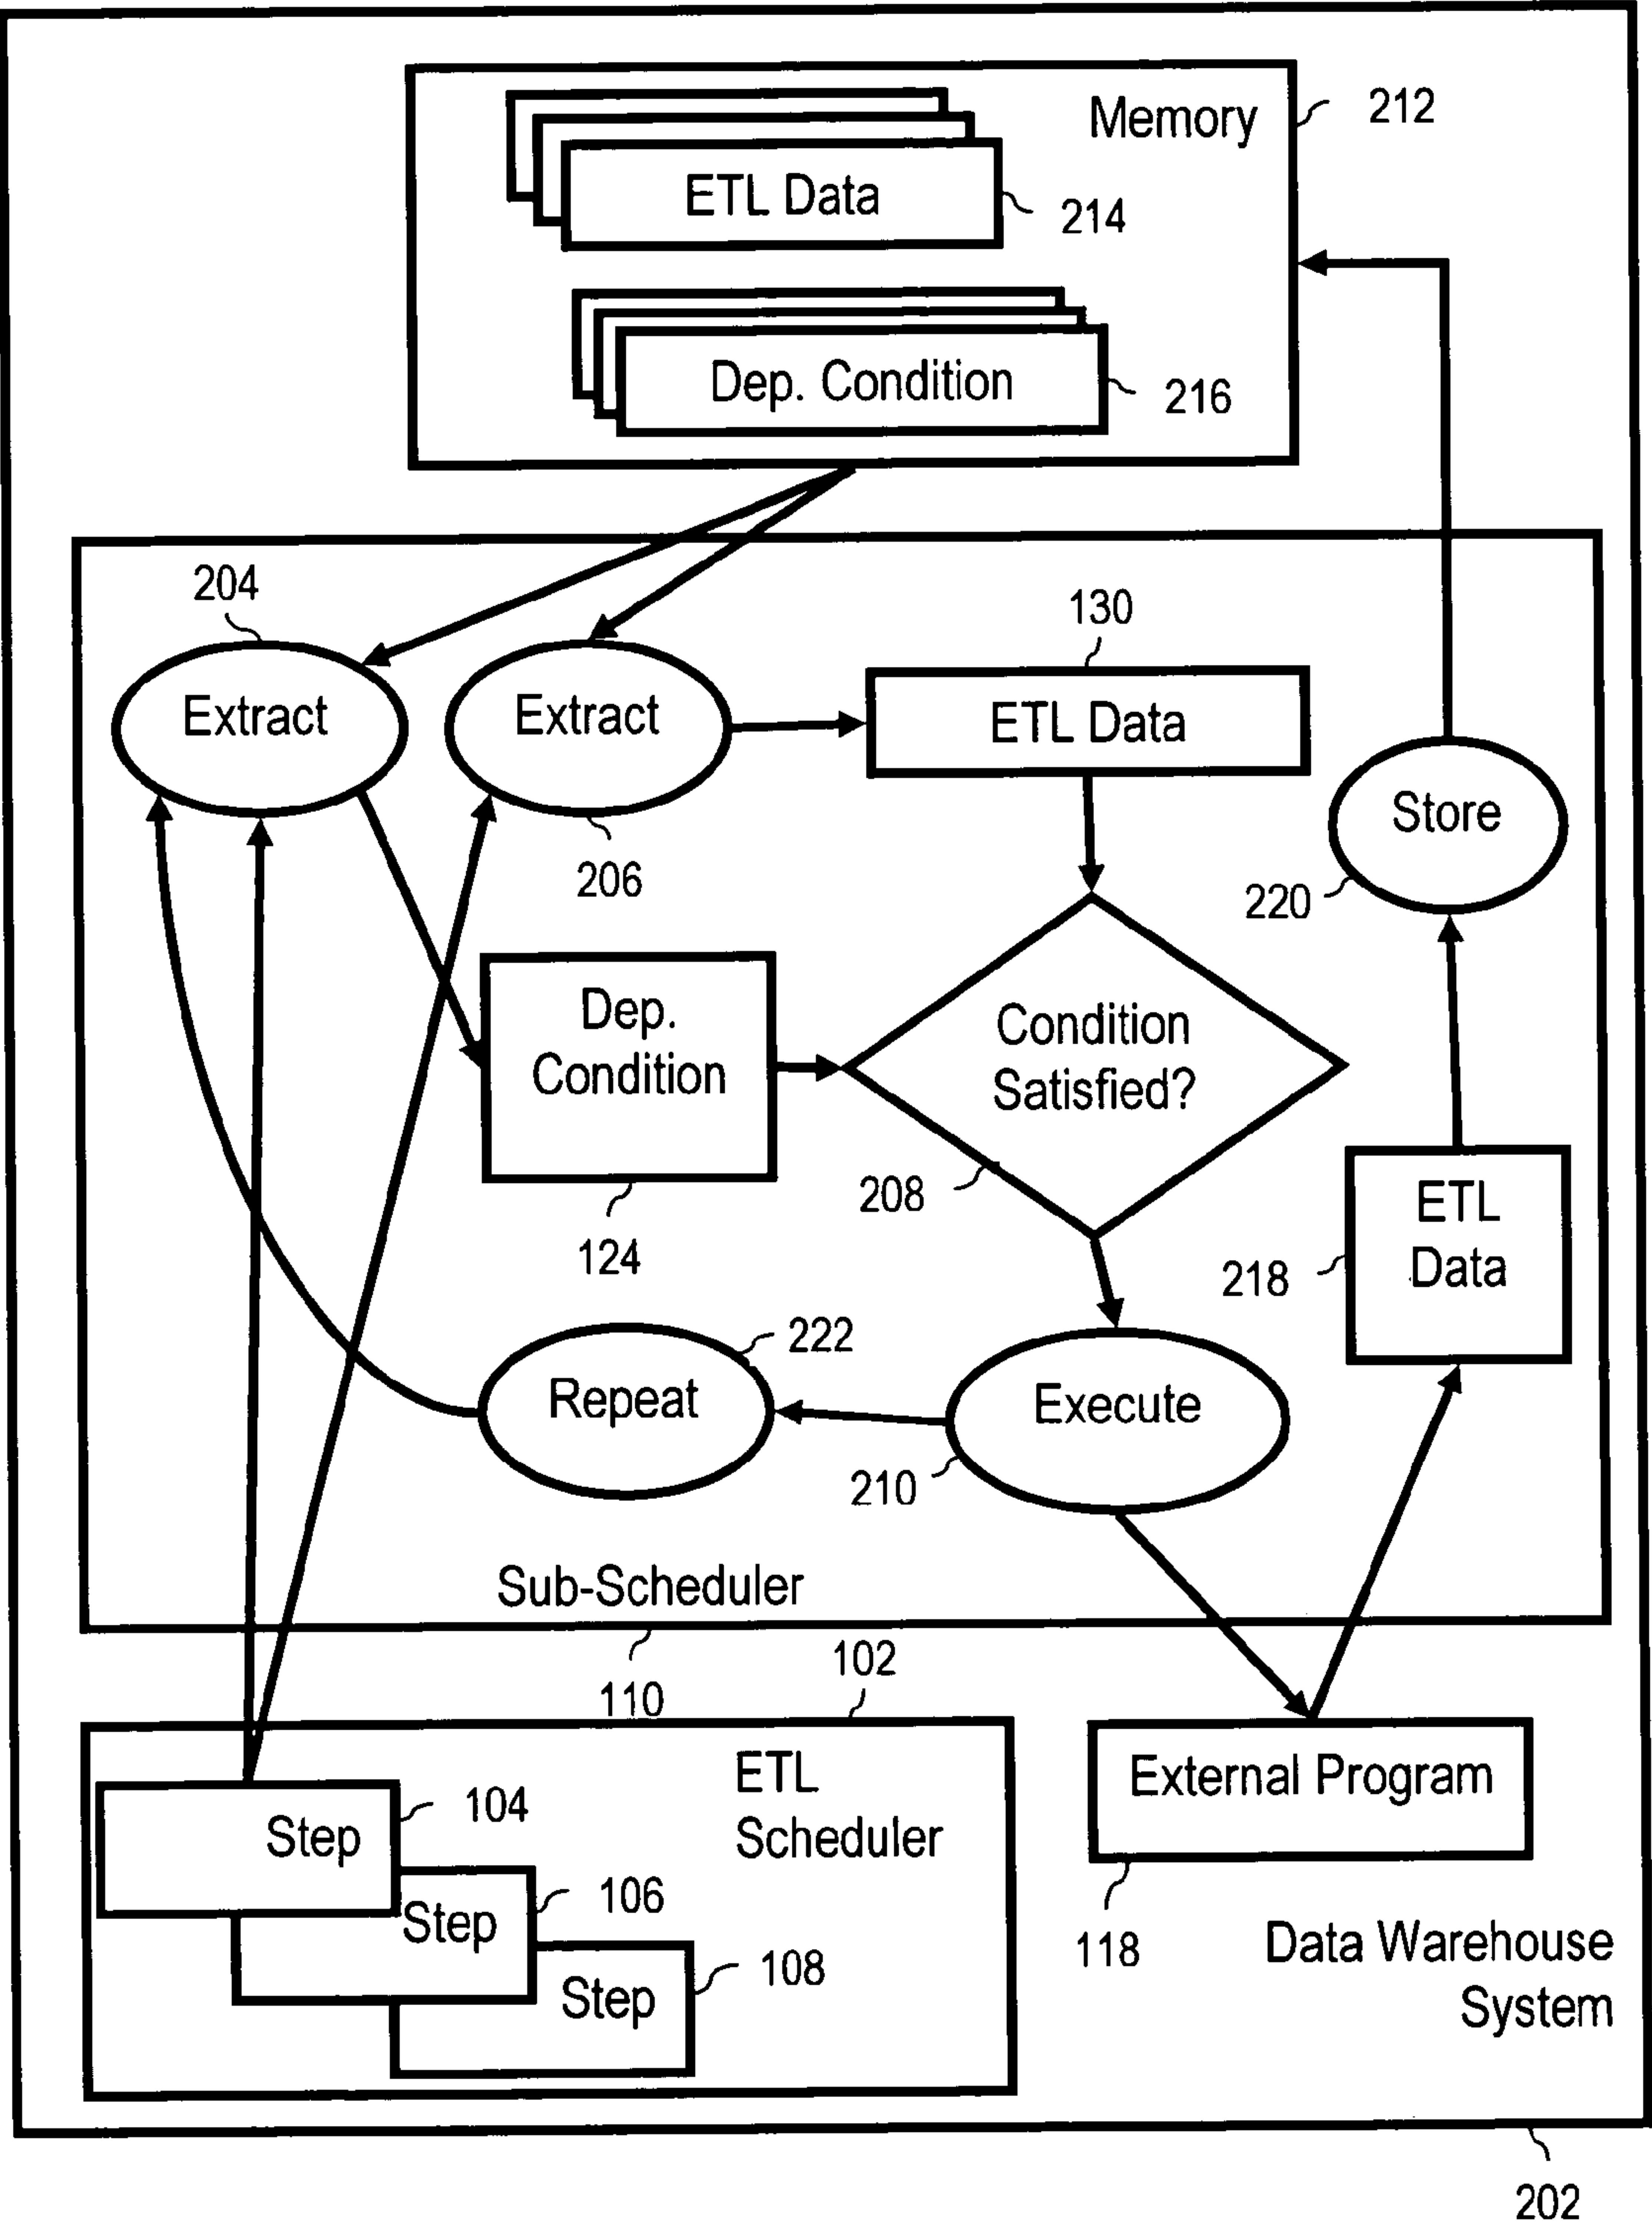 Memory
212
ETL Data
214
Dep. Condition
216
204
Extract
Extract
206
130
ETL Data
Store
220
Dep.
Condition
124
Condition
Satisfied?
208
ETL
Data
218
222
Repeat
Execute
210
Sub-Scheduler
110
102
ETL
Scheduler
Step
104
Step
106
Step
108
External Program
118
Data Warehouse
System
202